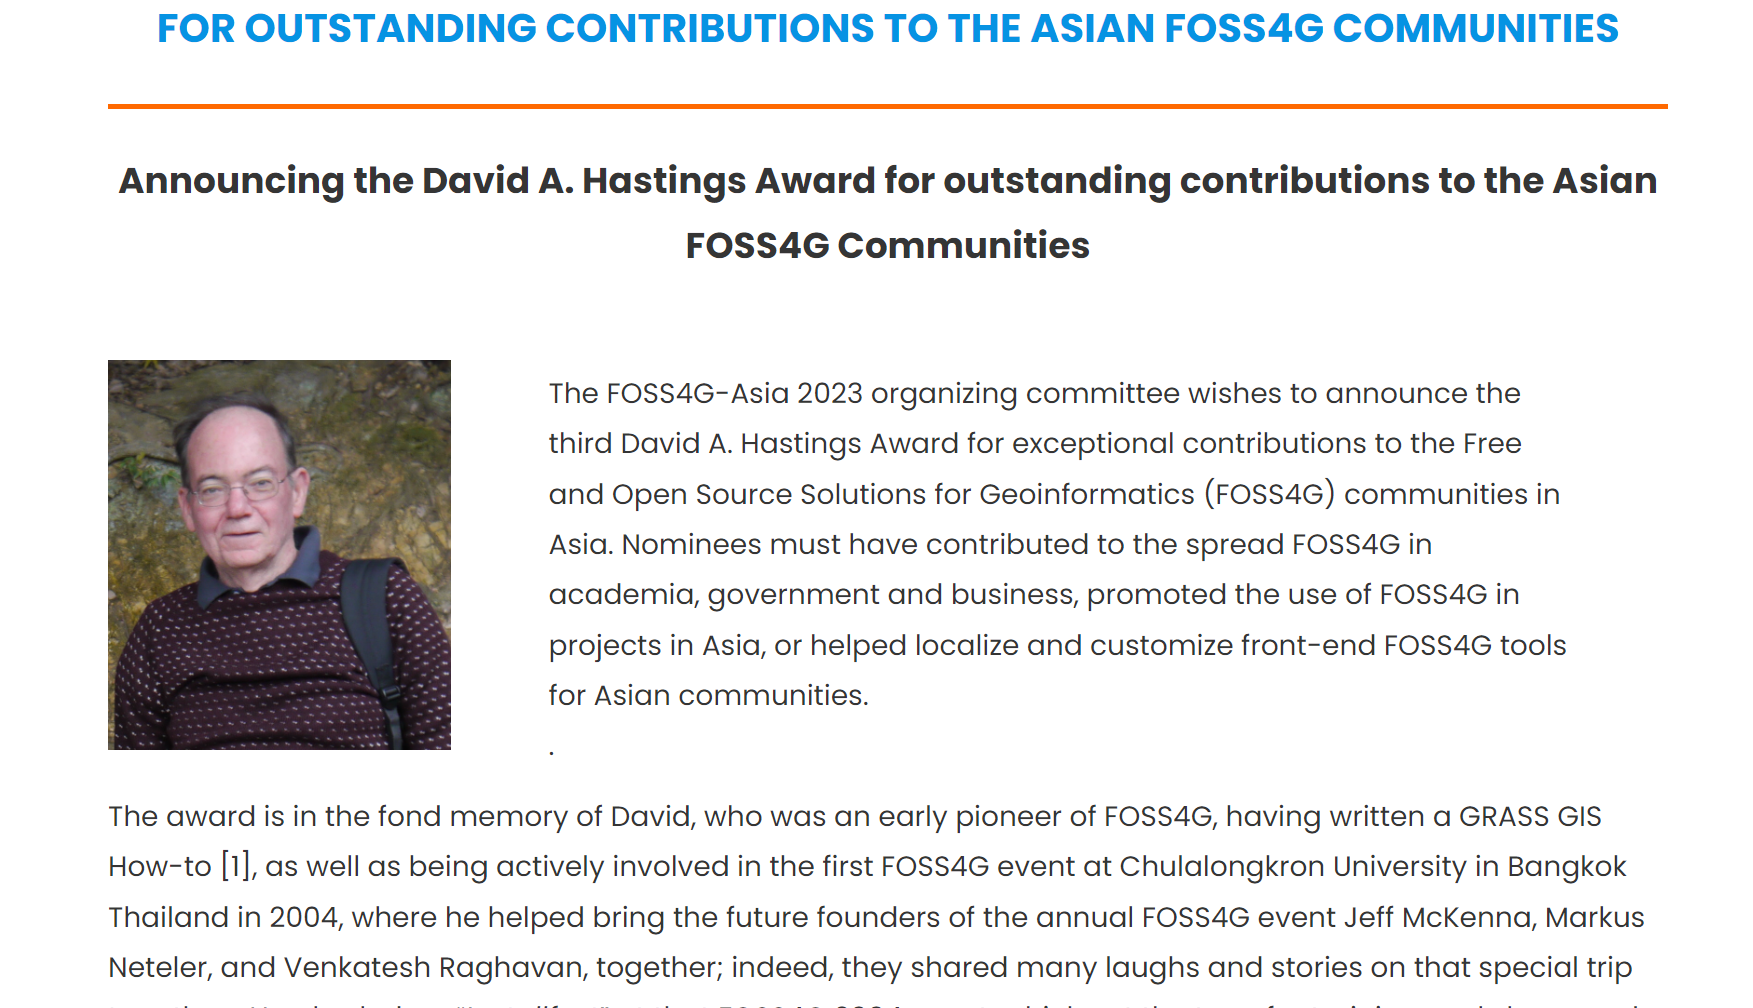 FOR OUTSTANDING CONTRIBUTIONS TO THE ASIAN FOSS4G COMMUNITIES
Announcing the David A. Hastings Award for outstanding contributions to the Asian
FOSS4G Communities
The FOSS4G-Asia 2023 organizing committee wishes to announce the
third David A. Hastings Award for exceptional contributions to the Free
and Open Source Solutions for Geoinformatics (FOSS4G) communities in
Asia. Nominees must have contributed to the spread FOSS4G in
academia, government and business, promoted the use of FOSS4G in
projects in Asia, or helped localize and customize front-end FOSS4G tools
for Asian communities.
.
The award is in the fond memory of David, who was an early pioneer of FOSS4G, having written a GRASS GIS
How-to [1], as well as being actively involved in the first FOSS4G event at Chulalongkron University in Bangkok
Thailand in 2004, where he helped bring the future founders of the annual FOSS4G event Jeff McKenna, Markus
Neteler, and Venkatesh Raghavan, together; indeed, they shared many laughs and stories on that special trip